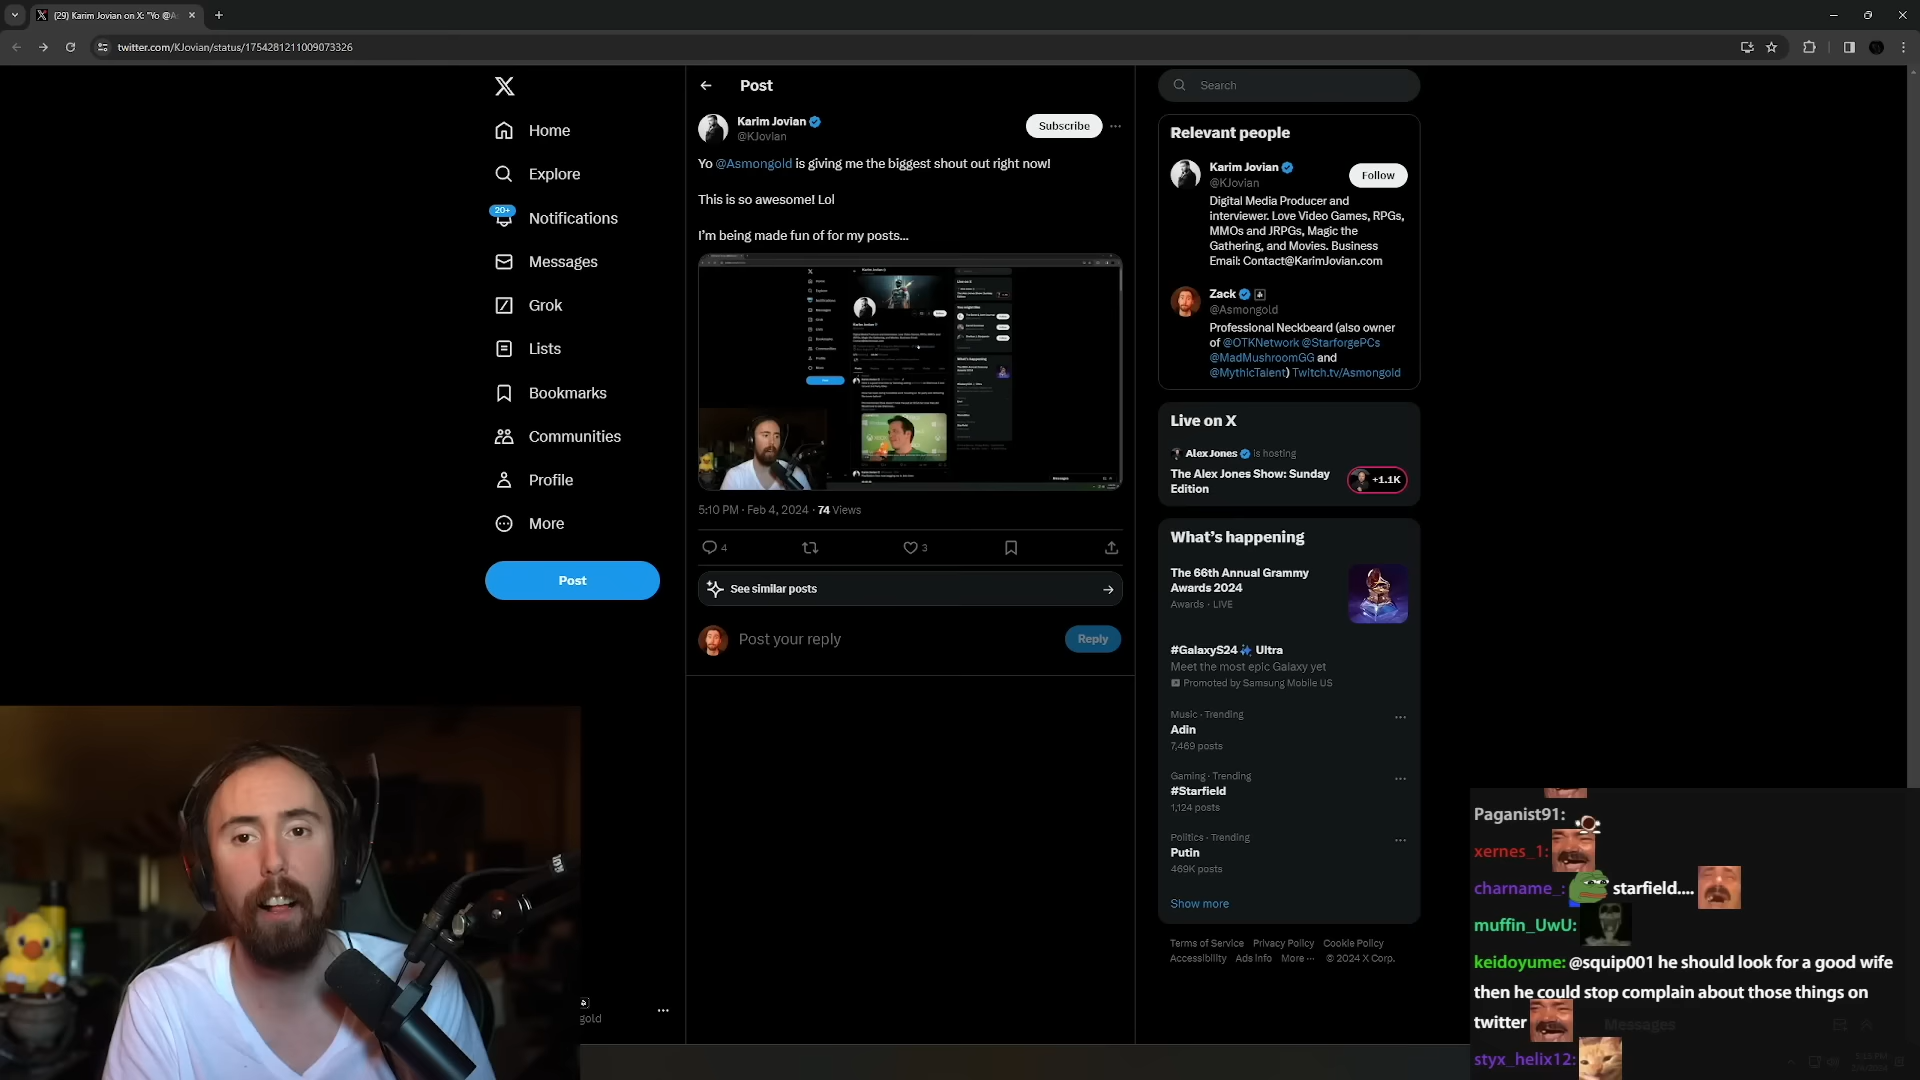 (29) Karim Jovian on X: "Yo @As
twitter.com/KJovian/status/1754281211009073326
Home
Explore
20+
Notifications
Messages
Grok
Lists
Bookmarks
Communities
Profile
More
Post
gold
Post
Karim Jovian
@KJovian
Subscribe
Yo @Asmongold is giving me the biggest shout out right now!
This is so awesome! Lol
I'm being made fun of for my posts...
5:10 PM · Feb 4, 2024 · 74 Views
4
3
See similar posts
Post your reply
Reply
Search
Relevant people
Karim Jovian
@KJovian
Follow
Digital Media Producer and
interviewer. Love Video Games, RPGs,
MMOs and JRPGs, Magic the
Gathering, and Movies. Business
Email: Contact@KarimJovian.com
Zack
@Asmongold
Professional Neckbeard (also owner
of @OTKNetwork @StarforgePCs
@MadMushroomGG and
@MythicTalent) Twitch.tv/Asmongold
Live on X
Alex Jones is hosting
The Alex Jones Show: Sunday
Edition
+1.1K
What's happening
The 66th Annual Grammy
Awards 2024
Awards · LIVE
#GalaxyS24 Ultra
Meet the most epic Galaxy yet
Promoted by Samsung Mobile US
Music · Trending
Adin
7,469 posts
Gaming · Trending
#Starfield
1,124 posts
Politics · Trending
Putin
469K posts
Show more
Terms of Service Privacy Policy Cookie Policy
Accessibility Ads info More ··· © 2024 X Corp.
Paganist91:
xernes_1:
charname_: starfield....
muffin_UwU:
keidoyume: @squip001 he should look for a good wife
then he could stop complain about those things on
twitter
Messages
styx_helix12: